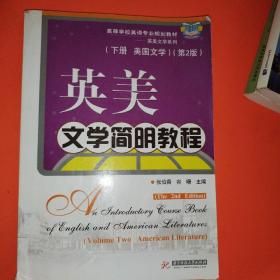 高等学校英语专业规划教材
英美文学系列
(下册 美国文学)(第2版)
英美
文学简明教程
张伯香 主编
(The 2nd Edition)
An Introductory Course Book
of English and American Literatures
(Volume Two American Literature)